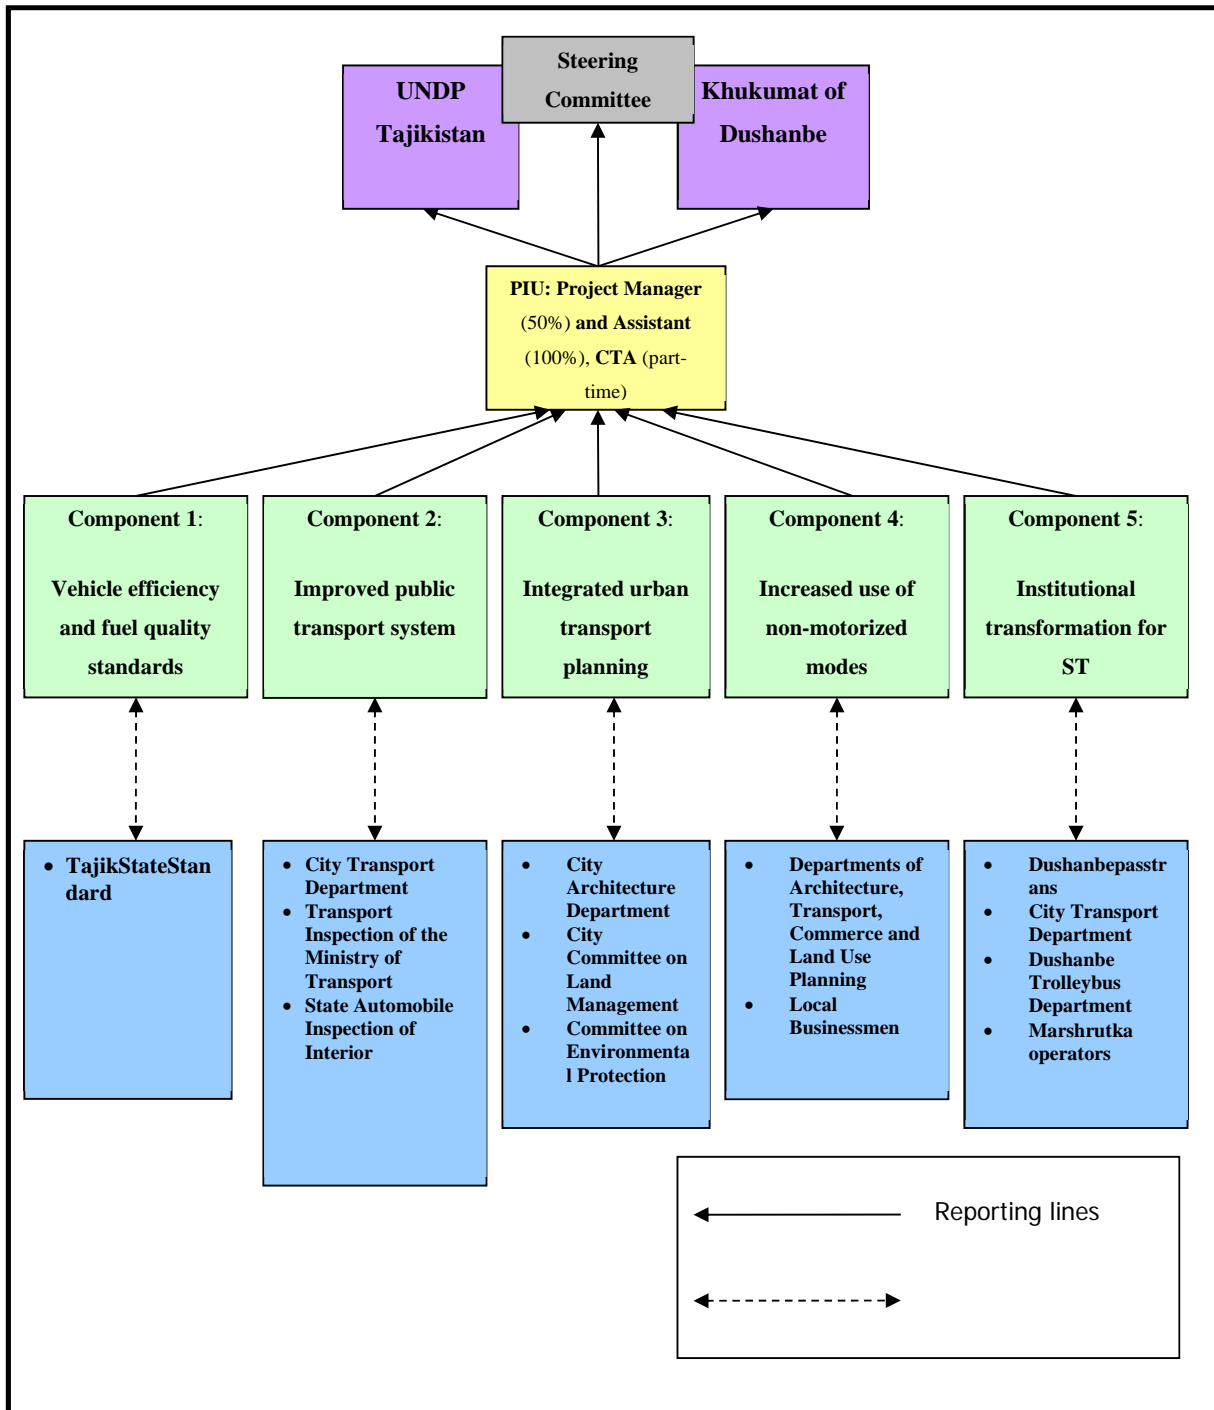 Steering
Committee
UNDP
Tajikistan
Khukumat of
Dushanbe
PIU: Project Manager
(50%) and Assistant
(100%), CTA (part-
time)
Component 1:
Vehicle efficiency
and fuel quality
standards
Component 2:
Improved public
transport system
Component 3:
Integrated urban
transport
planning
Component 4:
Increased use of
non-motorized
modes
Component 5:
Institutional
transformation for
ST
• TajikStateStan
dard
• City Transport
Department
• Transport
Inspection of the
Ministry of
Transport
• State Automobile
Inspection of
Interior
• City
Architecture
Department
• City
Committee on
Land
Management
• Committee on
Environmenta
l Protection
• Departments of
Architecture,
Transport,
Commerce and
Land Use
Planning
• Local
Businessmen
• Dushanbepasstr
ans
• City Transport
Department
• Dushanbe
Trolleybus
Department
• Marshrutka
operators
Reporting lines